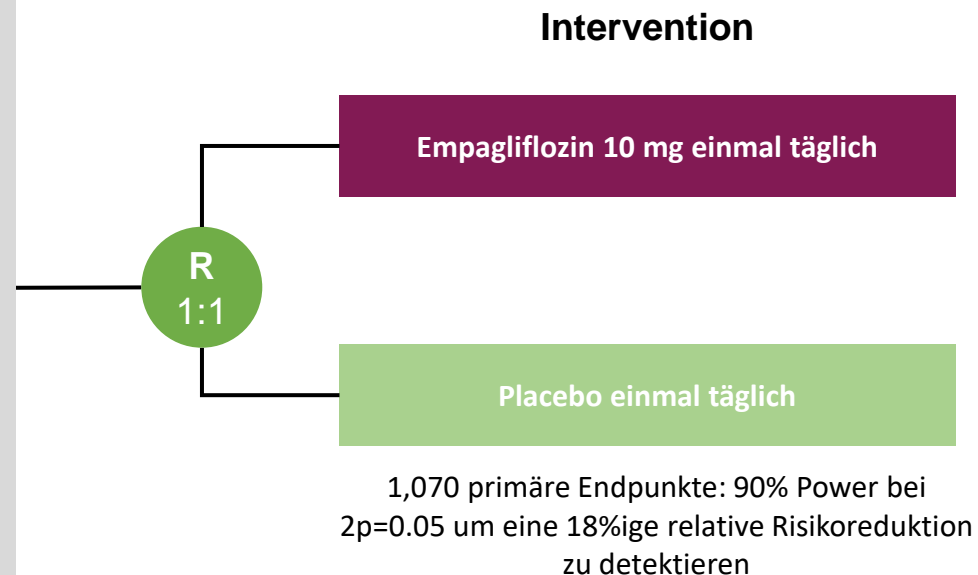 Intervention
Empagliflozin 10 mg einmal täglich
R
1:1
Placebo einmal täglich
1,070 primäre Endpunkte: 90% Power bei
2p=0.05 um eine 18%ige relative Risikoreduktion
zu detektieren